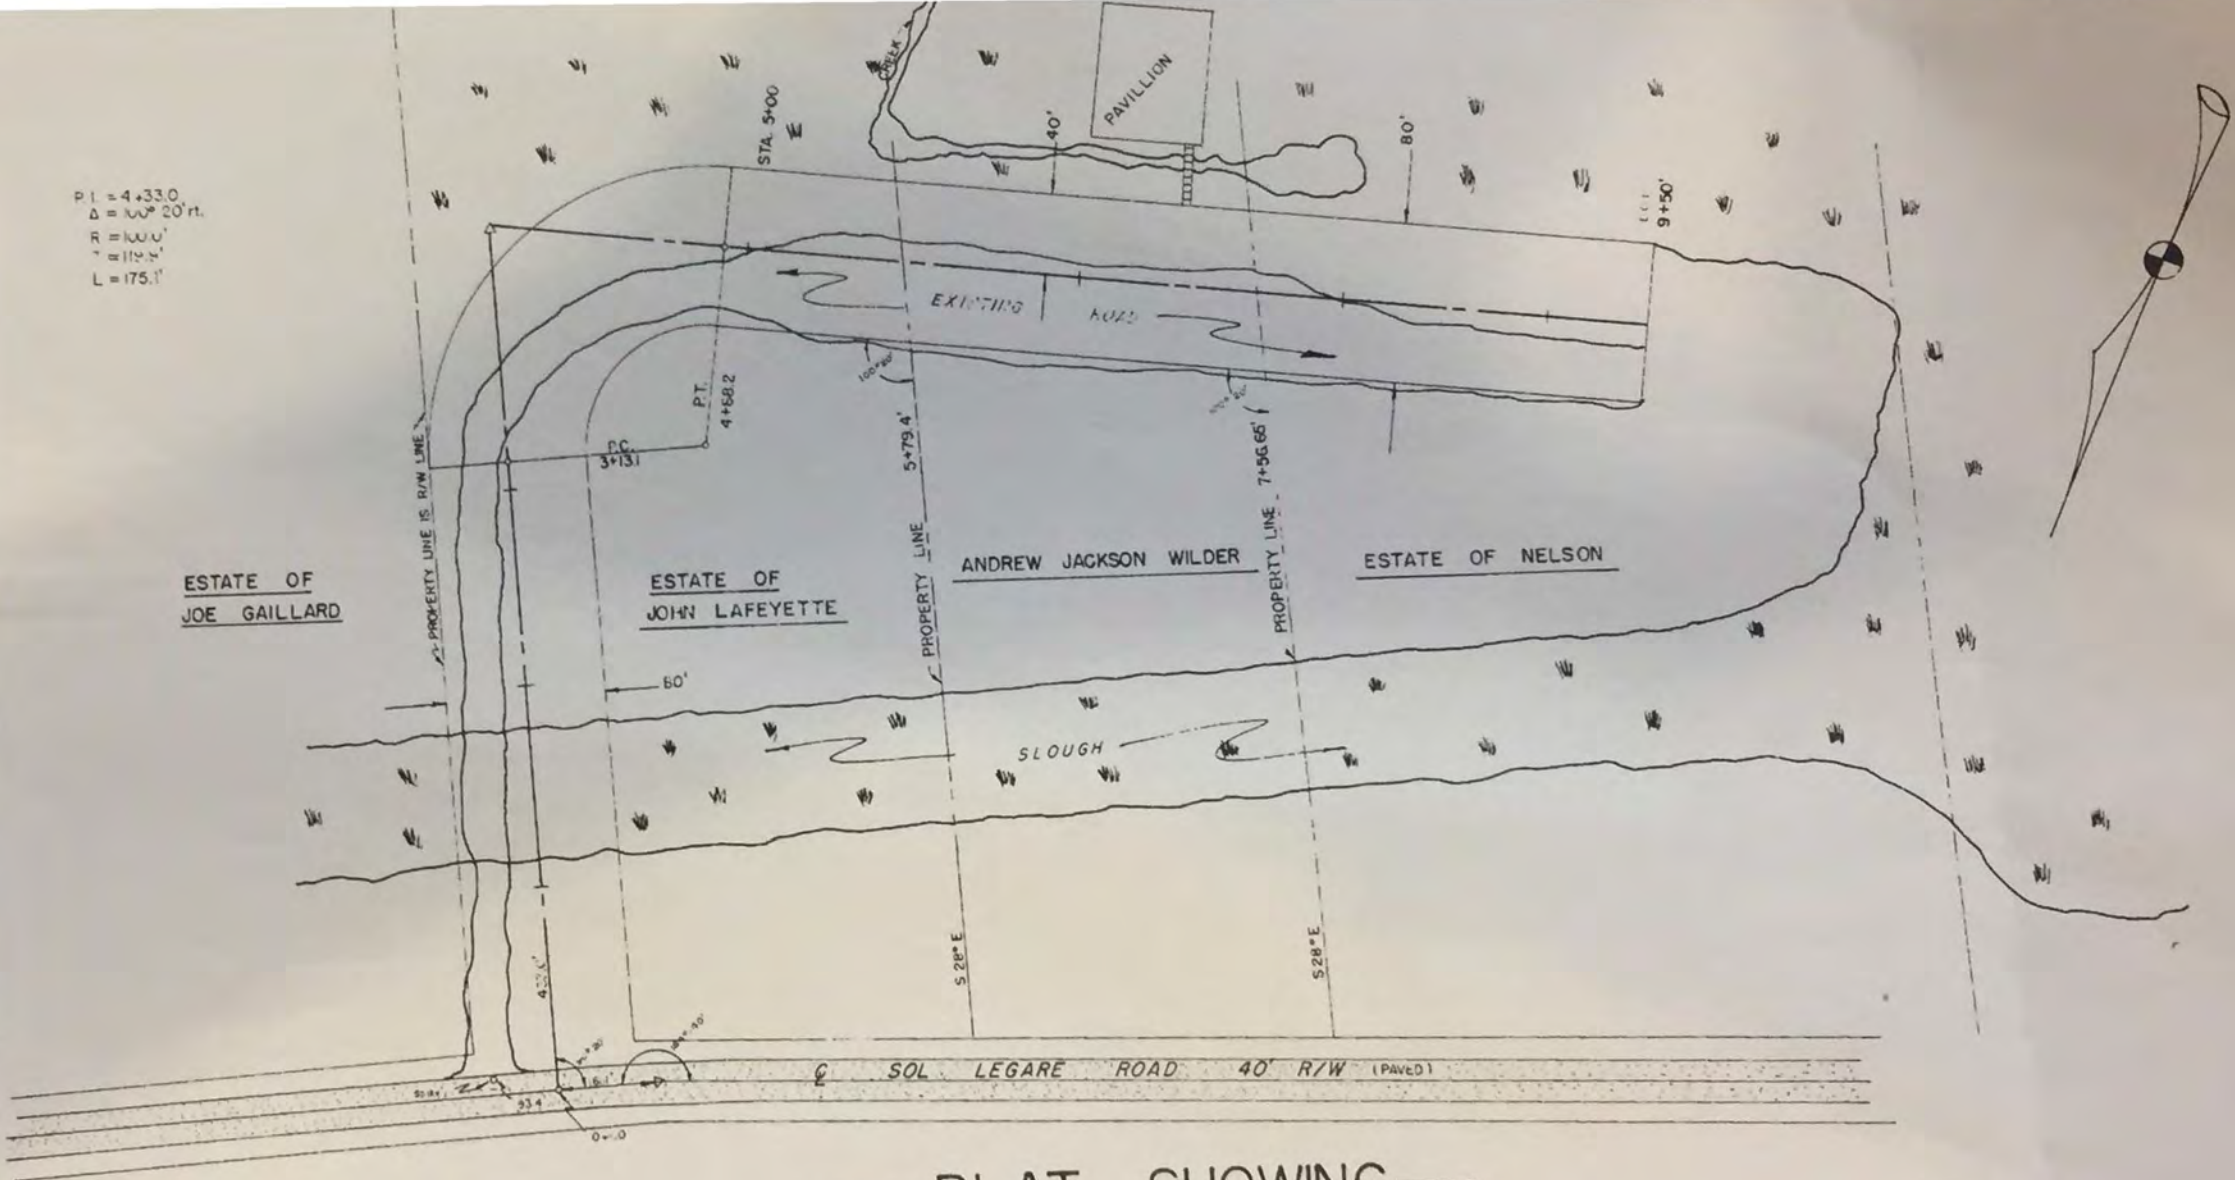 CREEK
PAVILLION
STA. 5+00
40'
80'
9+50'
P.I. = 4+33.0
Δ = 100° 20' rt.
R = 100.0'
L = 175.1'
EXISTING ROAD
P.T.
4+68.2
P.C.
3+13.1
5+79.4'
PROPERTY LINE
7+56.65'
PROPERTY LINE
PROPERTY LINE IS R/W LINE
ESTATE OF
JOE GAILLARD
ESTATE OF
JOHN LAFEYETTE
ANDREW JACKSON WILDER
ESTATE OF NELSON
80'
SLOUGH
S 28° E
S 28° E
SOL LEGARE ROAD 40' R/W (PAVED)
93.4
PLAT SHOWING